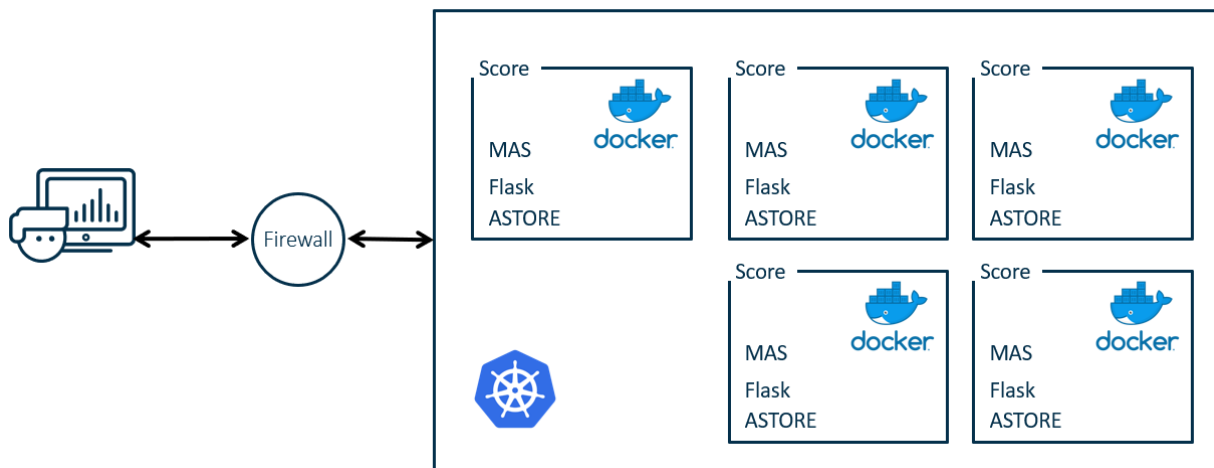 Score
docker
MAS
Flask
ASTORE
Score
docker
MAS
Flask
ASTORE
Score
docker
MAS
Flask
ASTORE
Firewall
Score
docker
MAS
Flask
ASTORE
Score
docker
MAS
Flask
ASTORE